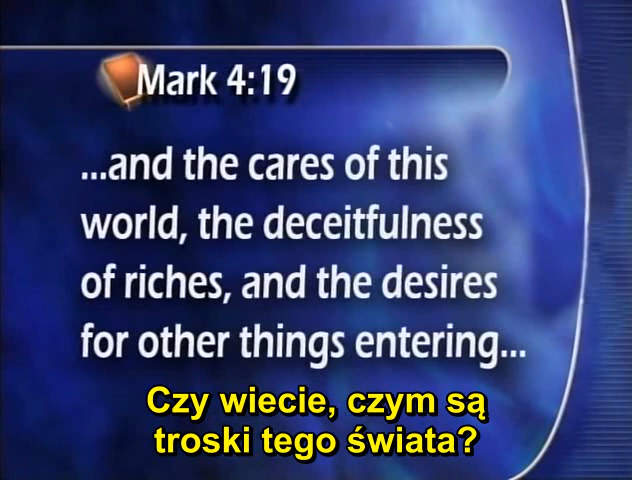 Mark 4:19
...and the cares of this
world, the deceitfulness
of riches, and the desires
for other things entering...
Czy wiecie, czym są
troski tego świata?